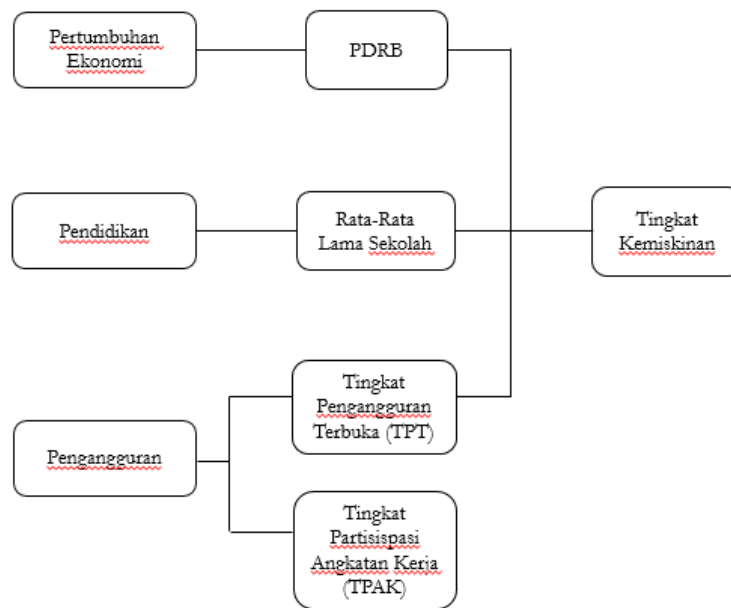 Pertumbuhan
Ekonomi
PDRB
Pendidikan
Rata-Rata
Lama Sekolah
Tingkat
Kemiskinan
Pengangguran
Tingkat
Pengangguran
Terbuka (TPT)
Tingkat
Partisispasi
Angkatan Kerja
(TPAK)